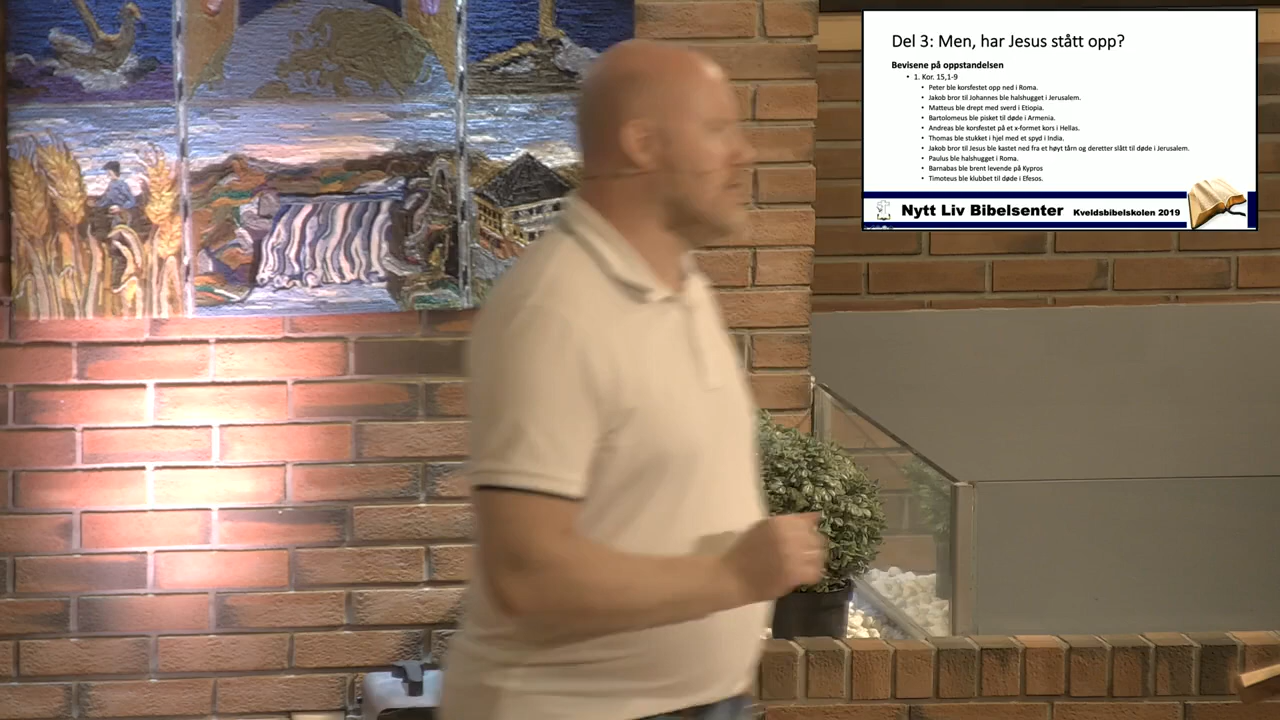 Del 3: Men, har Jesus stått opp?
Bevisene på oppstandelsen
• 1. Kor. 15,1-9
• Peter ble korsfestet opp ned i Roma.
• Jakob bror til Johannes ble halshugget i Jerusalem.
• Matteus ble drept med sverd i Etiopia.
• Bartolomeus ble pisket til døde i Armenia.
• Andreas ble korsfestet på et x-formet kors i Hellas.
• Thomas ble stukket i hjel med et spyd i India.
• Jakob bror til Jesus ble kastet ned fra et høyt tårn og deretter slått til døde i Jerusalem.
• Paulus ble halshugget i Roma.
• Barnabas ble brent levende på Kypros
• Timoteus ble klubbet til døde i Efesos.
Nytt Liv Bibelsenter Kveldsbibelskolen 2019